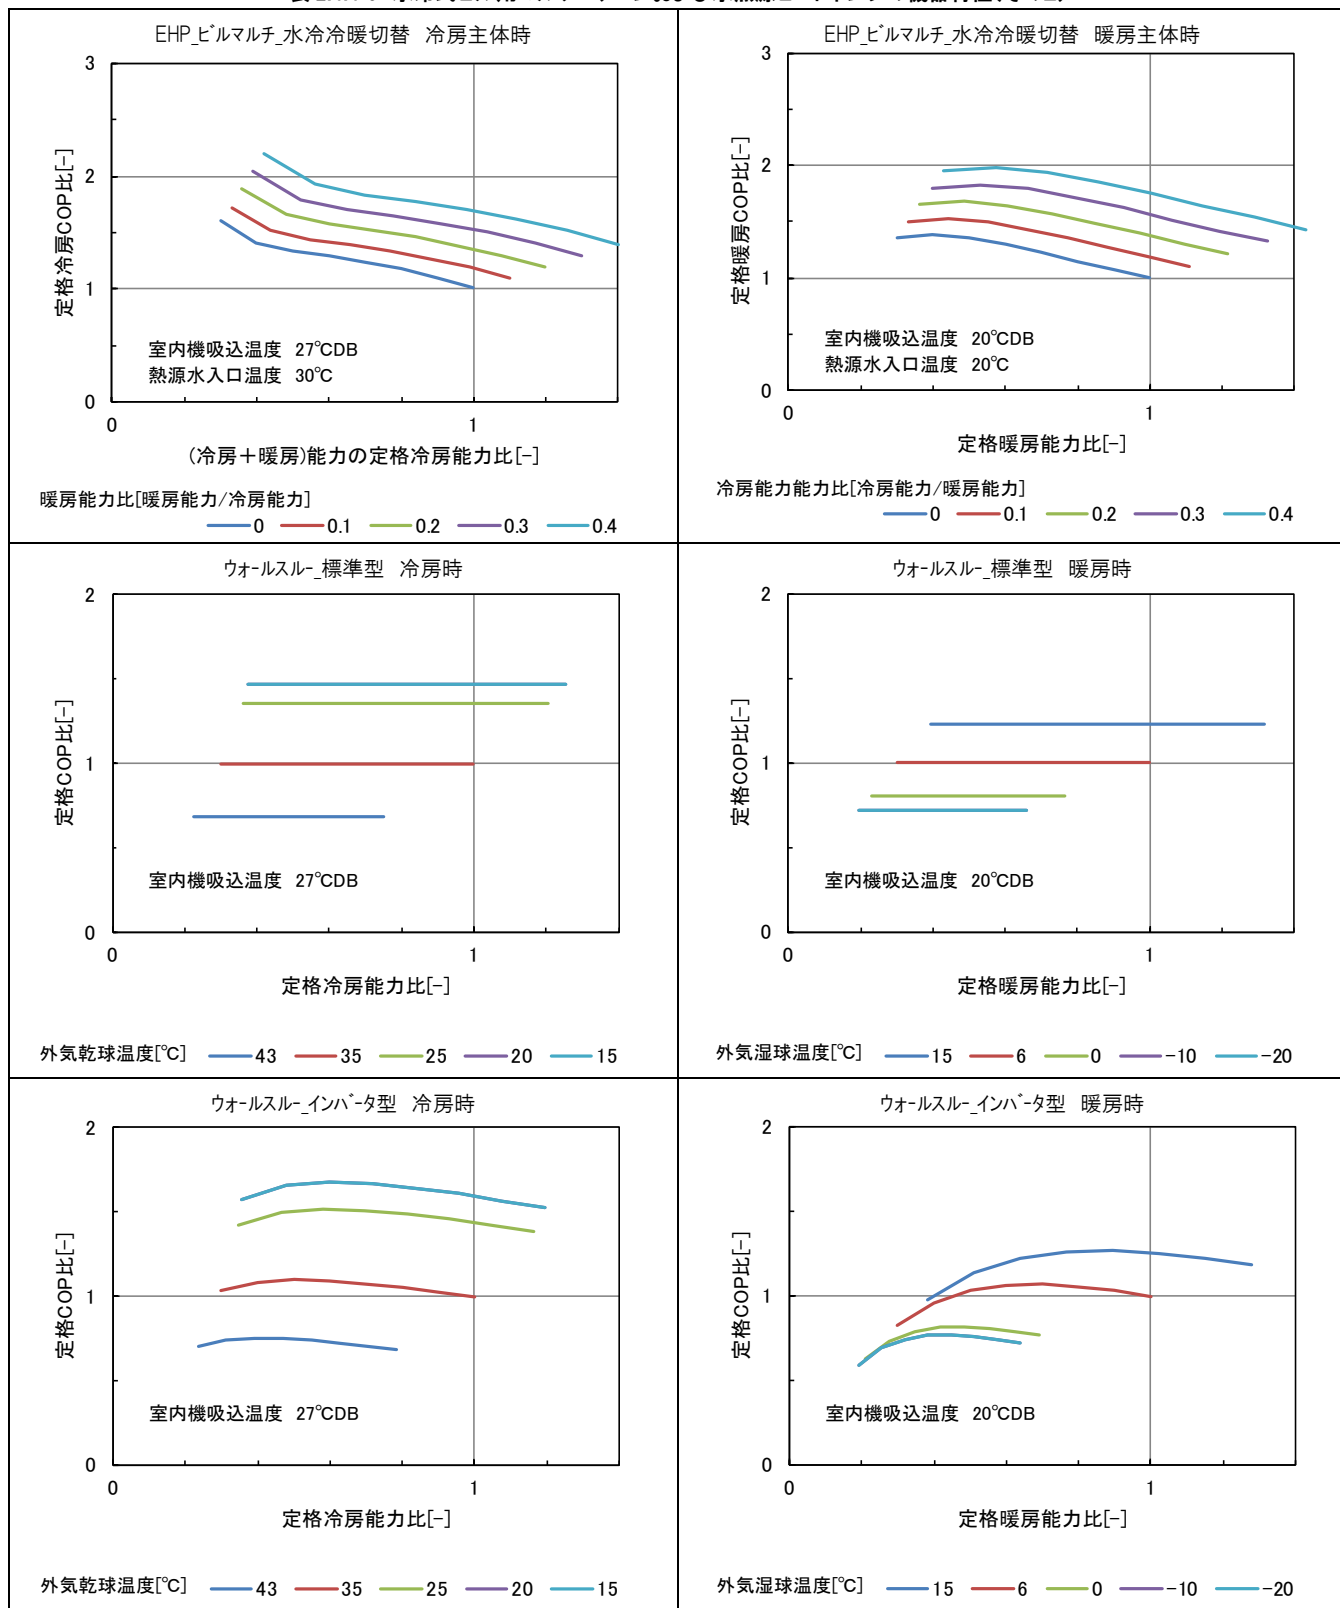 EHP_ビルマルチ_水冷冷暖切替 冷房主体時
3
2
1
0
定格冷房COP比[-]
室内機吸込温度 27℃DB
熱源水入口温度 30℃
0
1
(冷房＋暖房)能力の定格冷房能力比[-]
暖房能力比[暖房能力/冷房能力]
0 0.1 0.2 0.3 0.4
EHP_ビルマルチ_水冷冷暖切替 暖房主体時
3
2
1
0
定格暖房COP比[-]
室内機吸込温度 20℃DB
熱源水入口温度 20℃
0
1
定格暖房能力比[-]
冷房能力能力比[冷房能力/暖房能力]
0 0.1 0.2 0.3 0.4
ウォールスルー_標準型 冷房時
2
1
0
定格COP比[-]
室内機吸込温度 27℃DB
0
1
定格冷房能力比[-]
外気乾球温度[℃] 43 35 25 20 15
ウォールスルー_標準型 暖房時
2
1
0
定格COP比[-]
室内機吸込温度 20℃DB
0
1
定格暖房能力比[-]
外気湿球温度[℃] 15 6 0 -10 -20
ウォールスルー_インバータ型 冷房時
2
1
0
定格COP比[-]
室内機吸込温度 27℃DB
0
1
定格冷房能力比[-]
外気乾球温度[℃] 43 35 25 20 15
ウォールスルー_インバータ型 暖房時
2
1
0
定格COP比[-]
室内機吸込温度 20℃DB
0
1
定格暖房能力比[-]
外気湿球温度[℃] 15 6 0 -10 -20